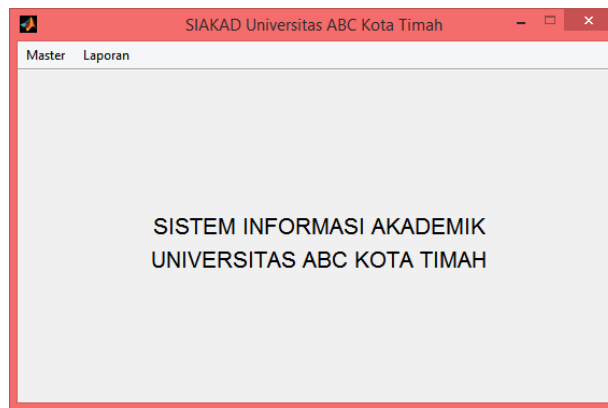 SIAKAD Universitas ABC Kota Timah
Master Laporan
SISTEM INFORMASI AKADEMIK
UNIVERSITAS ABC KOTA TIMAH